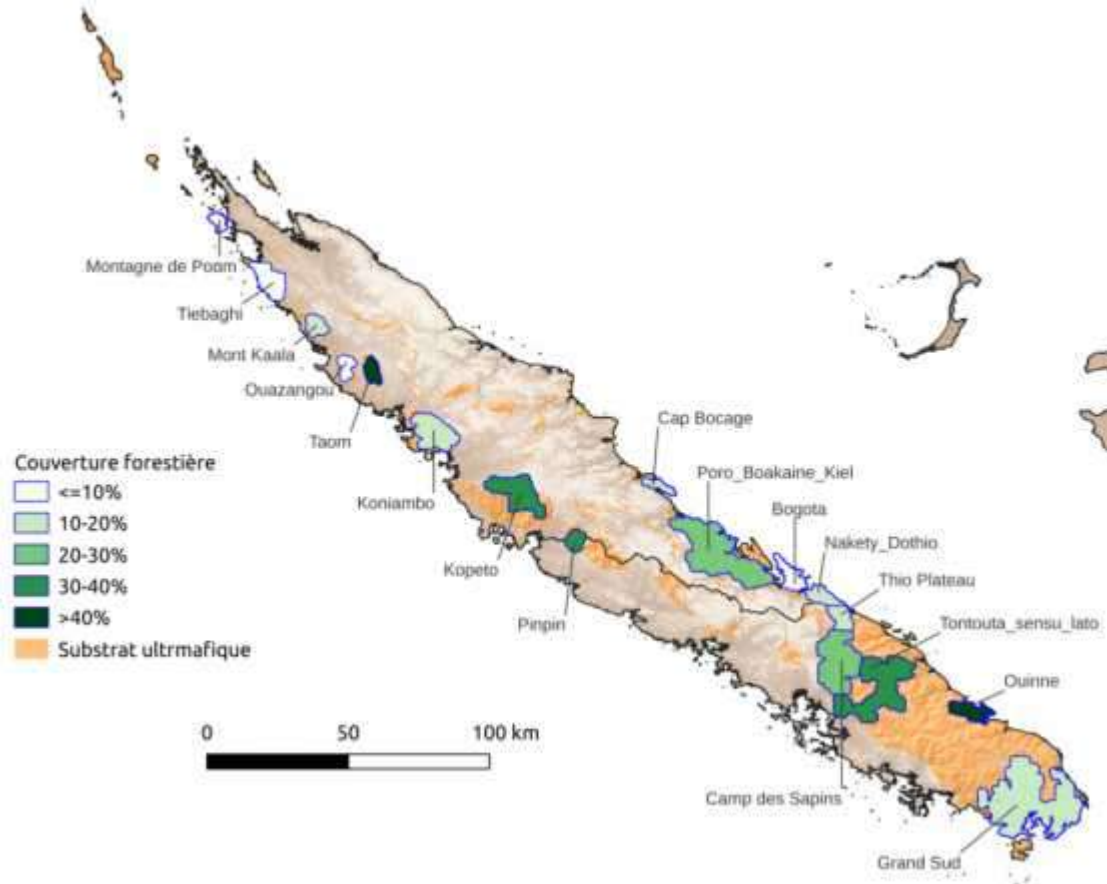 Montagne de Poom
Tiebaghi
Mont Kaala
Ouazangou
Taom
Cap Bocage
Poro_Boakaine_Kiel
Couverture forestière
<=10%
10-20%
20-30%
30-40%
>40%
Substrat ultrmafique
Koniambo
Bogota
Nakety_Dothio
Kopeto
Thio Plateau
Pinpin
Tontouta_sensu_lato
Ouinne
0 50 100 km
Camp des Sapins
Grand Sud